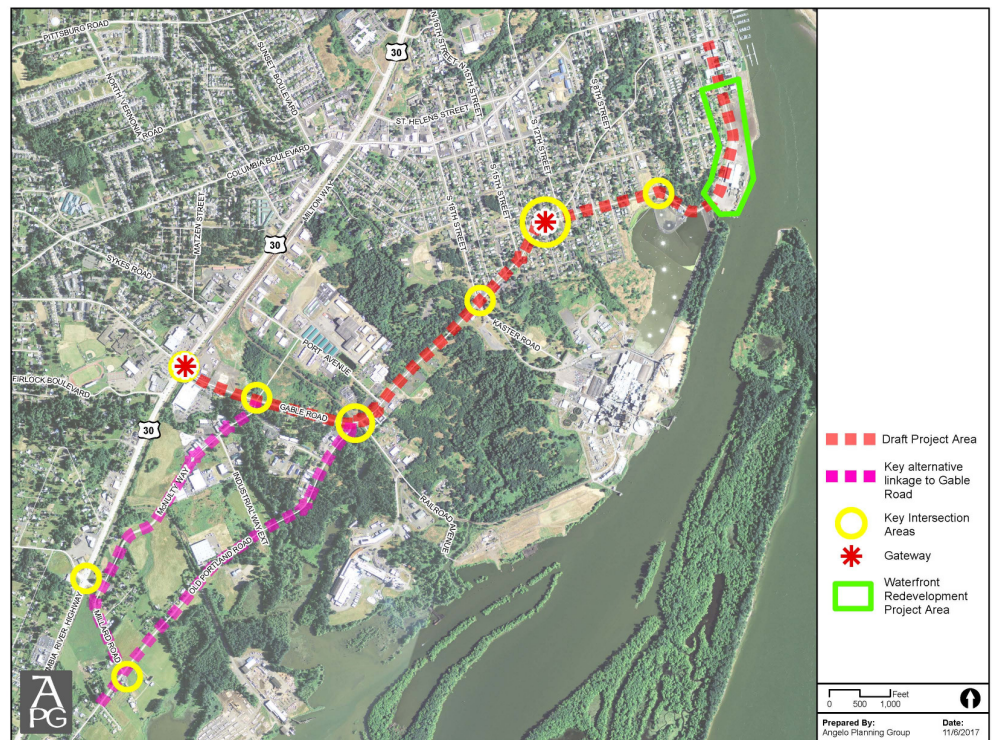 PITTSBURG ROAD
NORTH VERNONIA ROAD
SUNSET BOULEVARD
30
N 16TH STREET
N 15TH STREET
S 12TH STREET
S 8TH STREET
ST HELENS STREET
COLUMBIA BOULEVARD
MATZEN STREET
MILTON WAY
30
S 18TH STREET
S 15TH STREET
SYKES ROAD
PORT AVENUE
KASTER ROAD
FIRLOCK BOULEVARD
GABLE ROAD
30
MCNULTY WAY
INDUSTRIAL WAY EXT
RAILROAD AVENUE
OLD PORTLAND ROAD
RIVER HIGHWAY
MILLARD ROAD
A
PG
Draft Project Area
Key alternative
linkage to Gable
Road
Key Intersection
Areas
Gateway
Waterfront
Redevelopment
Project Area
Feet
0 500 1,000
Prepared By:
Angelo Planning Group
Date:
11/6/2017